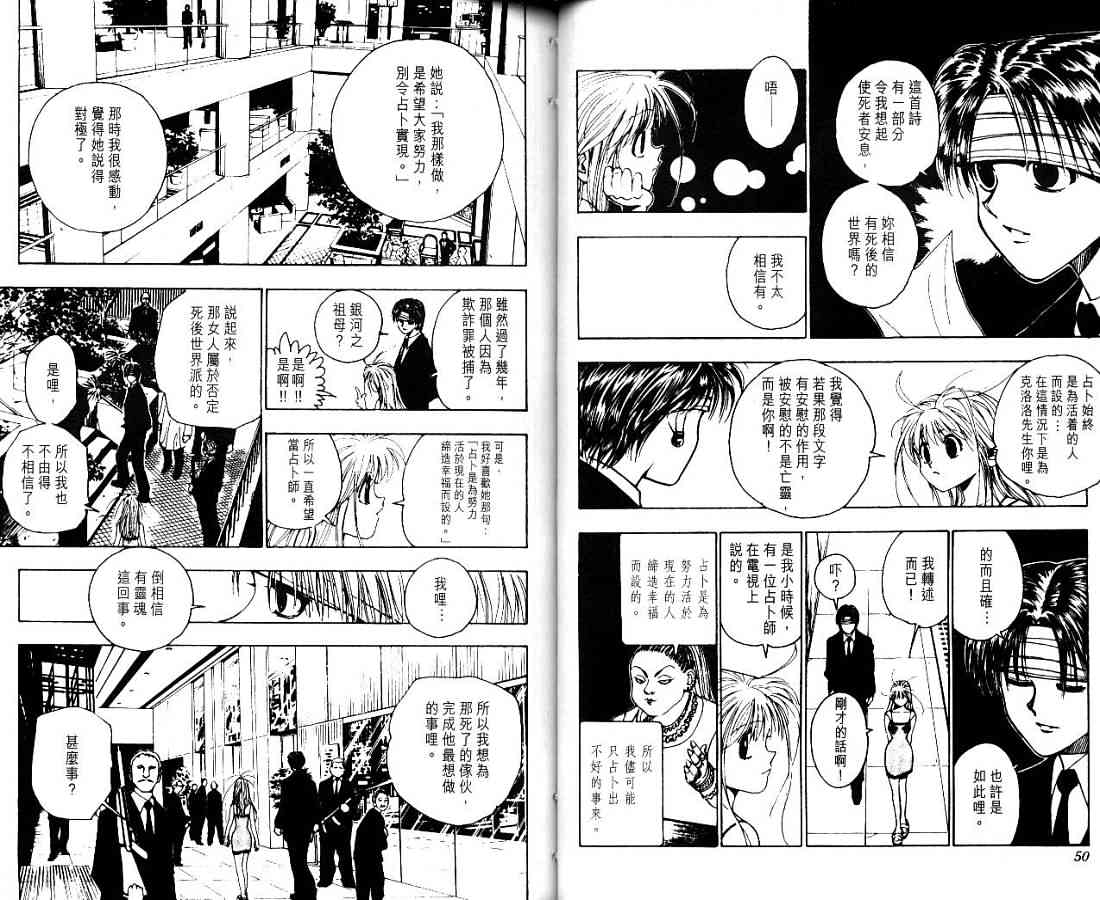 這首詩
有一部分
令我想起
使死者安息，
妳相信
有死後的
世界嗎？
唔
我不太
相信有。
占卜始終
是為活着的人
而設的…
在這情況下是為
克洛洛先生你哩。
我覺得
若果那段文字
有安慰的作用，
被安慰的不是亡靈，
而是你啊！
的而且確…
也許是
如此哩。
我轉述
而已！
吓？
剛才的話啊！
是我小時候，
有一位占卜師
在電視上
說的。
占卜是為
努力活於
現在的人
締造幸福
而設的。
所以
我儘可能
只占卜出
不好的事來。
50
她說：「我那樣做，
是希望大家努力，
別令占卜實現。」
那時我很感動，
覺得她說得
對極了。
雖然過了幾年，
那個人因為
欺詐罪被捕了。
銀河之
祖母？
是啊!!
是啊!!
可是、
我好喜歡她那句：
「占卜是為努力
活於現在的人
締造幸福而設的。」
所以一直希望
當占卜師。
說起來，
那女人屬於否定
死後世界派的。
是哩，
所以我也
不由得
不相信了。
我哩…
倒相信
有靈魂
這回事。
所以我想為
那死了的傢伙，
完成他最想做
的事哩。
甚麼事？